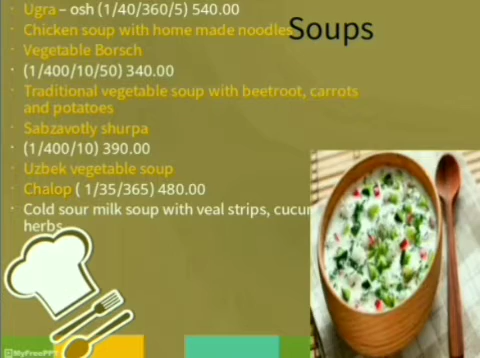 Soups
· Ugra – osh (1/40/360/5) 540.00
· Chicken soup with home made noodles
· Vegetable Borsch
· (1/400/10/50) 340.00
· Traditional vegetable soup with beetroot, carrots
and potatoes
· Sabzavotly shurpa
· (1/400/10) 390.00
· Uzbek vegetable soup
· Chalop ( 1/35/365) 480.00
· Cold sour milk soup with veal strips,
herbs
MyFreePPT